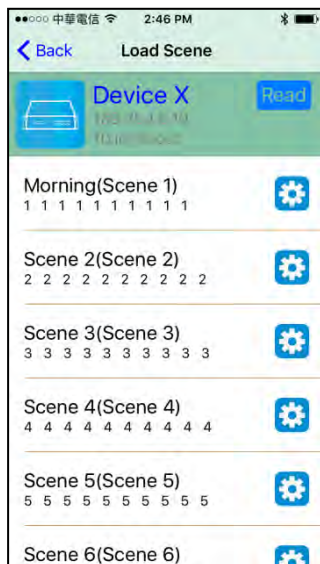 中華電信 2:46 PM
Back Load Scene
Device X Read
Morning(Scene 1)
1 1 1 1 1 1 1 1 1 1
Scene 2(Scene 2)
2 2 2 2 2 2 2 2 2 2
Scene 3(Scene 3)
3 3 3 3 3 3 3 3 3 3
Scene 4(Scene 4)
4 4 4 4 4 4 4 4 4 4
Scene 5(Scene 5)
5 5 5 5 5 5 5 5 5 5
Scene 6(Scene 6)